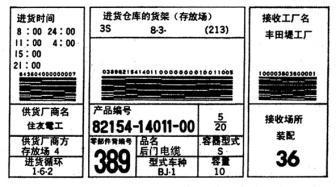 进货时间
8：00 24：00
11：00 4：00
15：00
21：00
进货仓库的货架（存放场）
3S 8-3- (213)
接收工厂名
丰田堤工厂
供货厂商名
住友電工
供货厂商方
存放场 4
进货循环
1-6-2
产品编号
82154-14011-00
5
20
零部件背编号
389
品名
后门电缆
容器型式
S
型式车种
BJ-1
容量
10
接收场所
装配
36